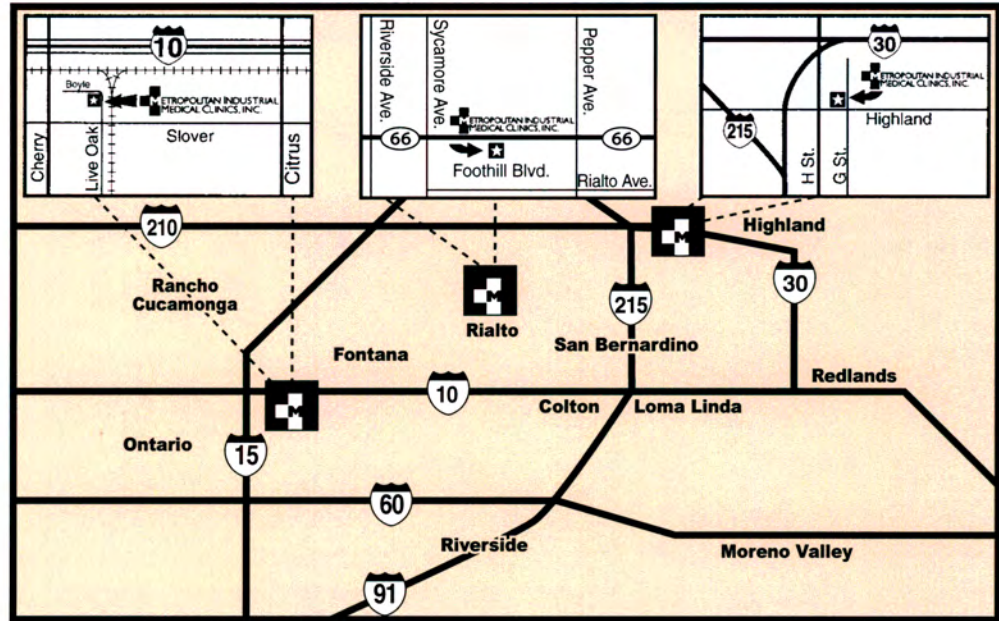 10
Boyle
METROPOLITAN INDUSTRIAL
MEDICAL CLINICS, INC.
Slover
Cherry
Live Oak
Citrus
Riverside Ave.
Sycamore Ave.
Pepper Ave.
METROPOLITAN INDUSTRIAL
MEDICAL CLINICS, INC.
66
66
Foothill Blvd.
Rialto Ave.
30
METROPOLITAN INDUSTRIAL
MEDICAL CLINICS, INC.
215
Highland
H St.
G St.
210
Highland
M
Rancho
Cucamonga
M
30
215
Rialto
San Bernardino
Fontana
Redlands
10
M
Colton
Loma Linda
Ontario
15
60
Riverside
Moreno Valley
91